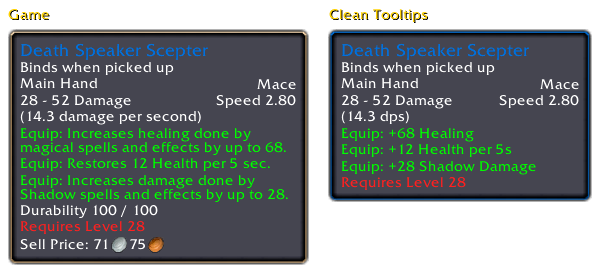 Game
Death Speaker Scepter
Binds when picked up
Main Hand Mace
28 - 52 Damage Speed 2.80
(14.3 damage per second)
Equip: Increases healing done by
magical spells and effects by up to 68.
Equip: Restores 12 Health per 5 sec.
Equip: Increases damage done by
Shadow spells and effects by up to 28.
Durability 100 / 100
Requires Level 28
Sell Price: 71 75
Clean Tooltips
Death Speaker Scepter
Binds when picked up
Main Hand Mace
28 - 52 Damage Speed 2.80
(14.3 dps)
Equip: +68 Healing
Equip: +12 Health per 5s
Equip: +28 Shadow Damage
Requires Level 28